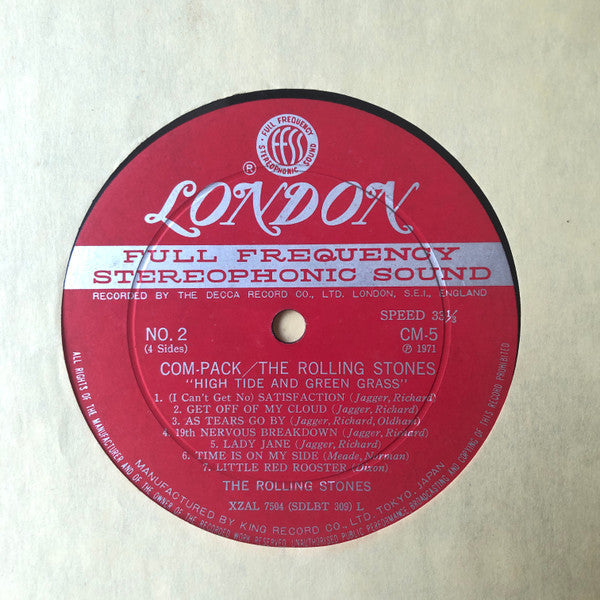 FULL FREQUENCY
FFSS
STEREOPHONIC SOUND
®
LONDON
FULL FREQUENCY
STEREOPHONIC SOUND
RECORDED BY THE DECCA RECORD CO., LTD. LONDON, S.E.I., ENGLAND
SPEED 33⅓
NO. 2 CM-5
(4 Sides) ℗ 1971
COM-PACK/THE ROLLING STONES
"HIGH TIDE AND GREEN GRASS"
1. (I Can't Get No) SATISFACTION (Jagger, Richard)
2. GET OFF OF MY CLOUD (Jagger, Richard)
3. AS TEARS GO BY (Jagger, Richard, Oldhard)
4. 19th NERVOUS BREAKDOWN (Jagger, Richard)
5. LADY JANE (Jagger, Richard)
6. TIME IS ON MY SIDE (Meade, Norman)
7. LITTLE RED ROOSTER (Dixon)
THE ROLLING STONES
XZAL 7504 (SDLBT 309) L
MANUFACTURED BY KING RECORD CO., LTD. TOKYO, JAPAN
ALL RIGHTS OF THE MANUFACTURER AND OF THE OWNER OF THE RECORDED WORK RESERVED. UNAUTHORISED PUBLIC PERFORMANCE, BROADCASTING AND COPYING OF THIS RECORD PROHIBITED